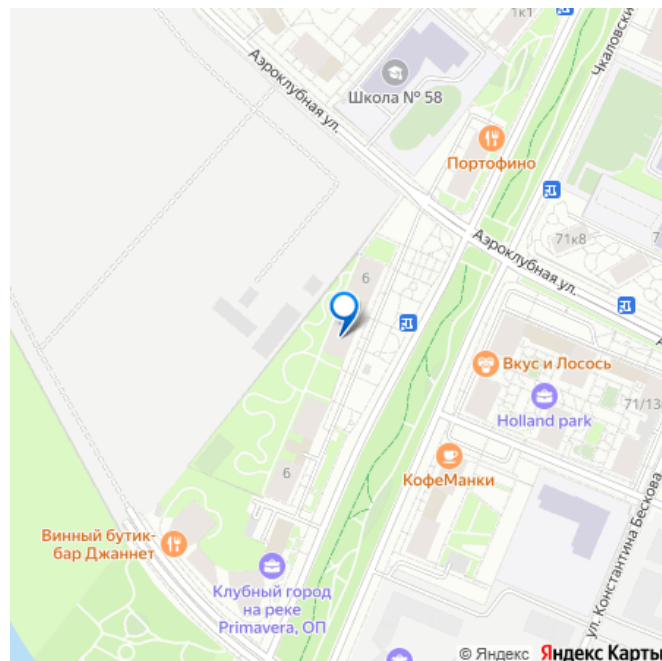 1к1
Чкаловски
Школа № 58
Аэроклубная ул.
Портофино
71к8
7
Аэроклубная ул.
А
6
Вкус и Лосось
Holland park
71/13
КофеМанки
6
Винный бутик-
бар Джаннет
Клубный город
на реке
Primavera, ОП
ул. Константина Бескова
© Яндекс Яндекс Карты